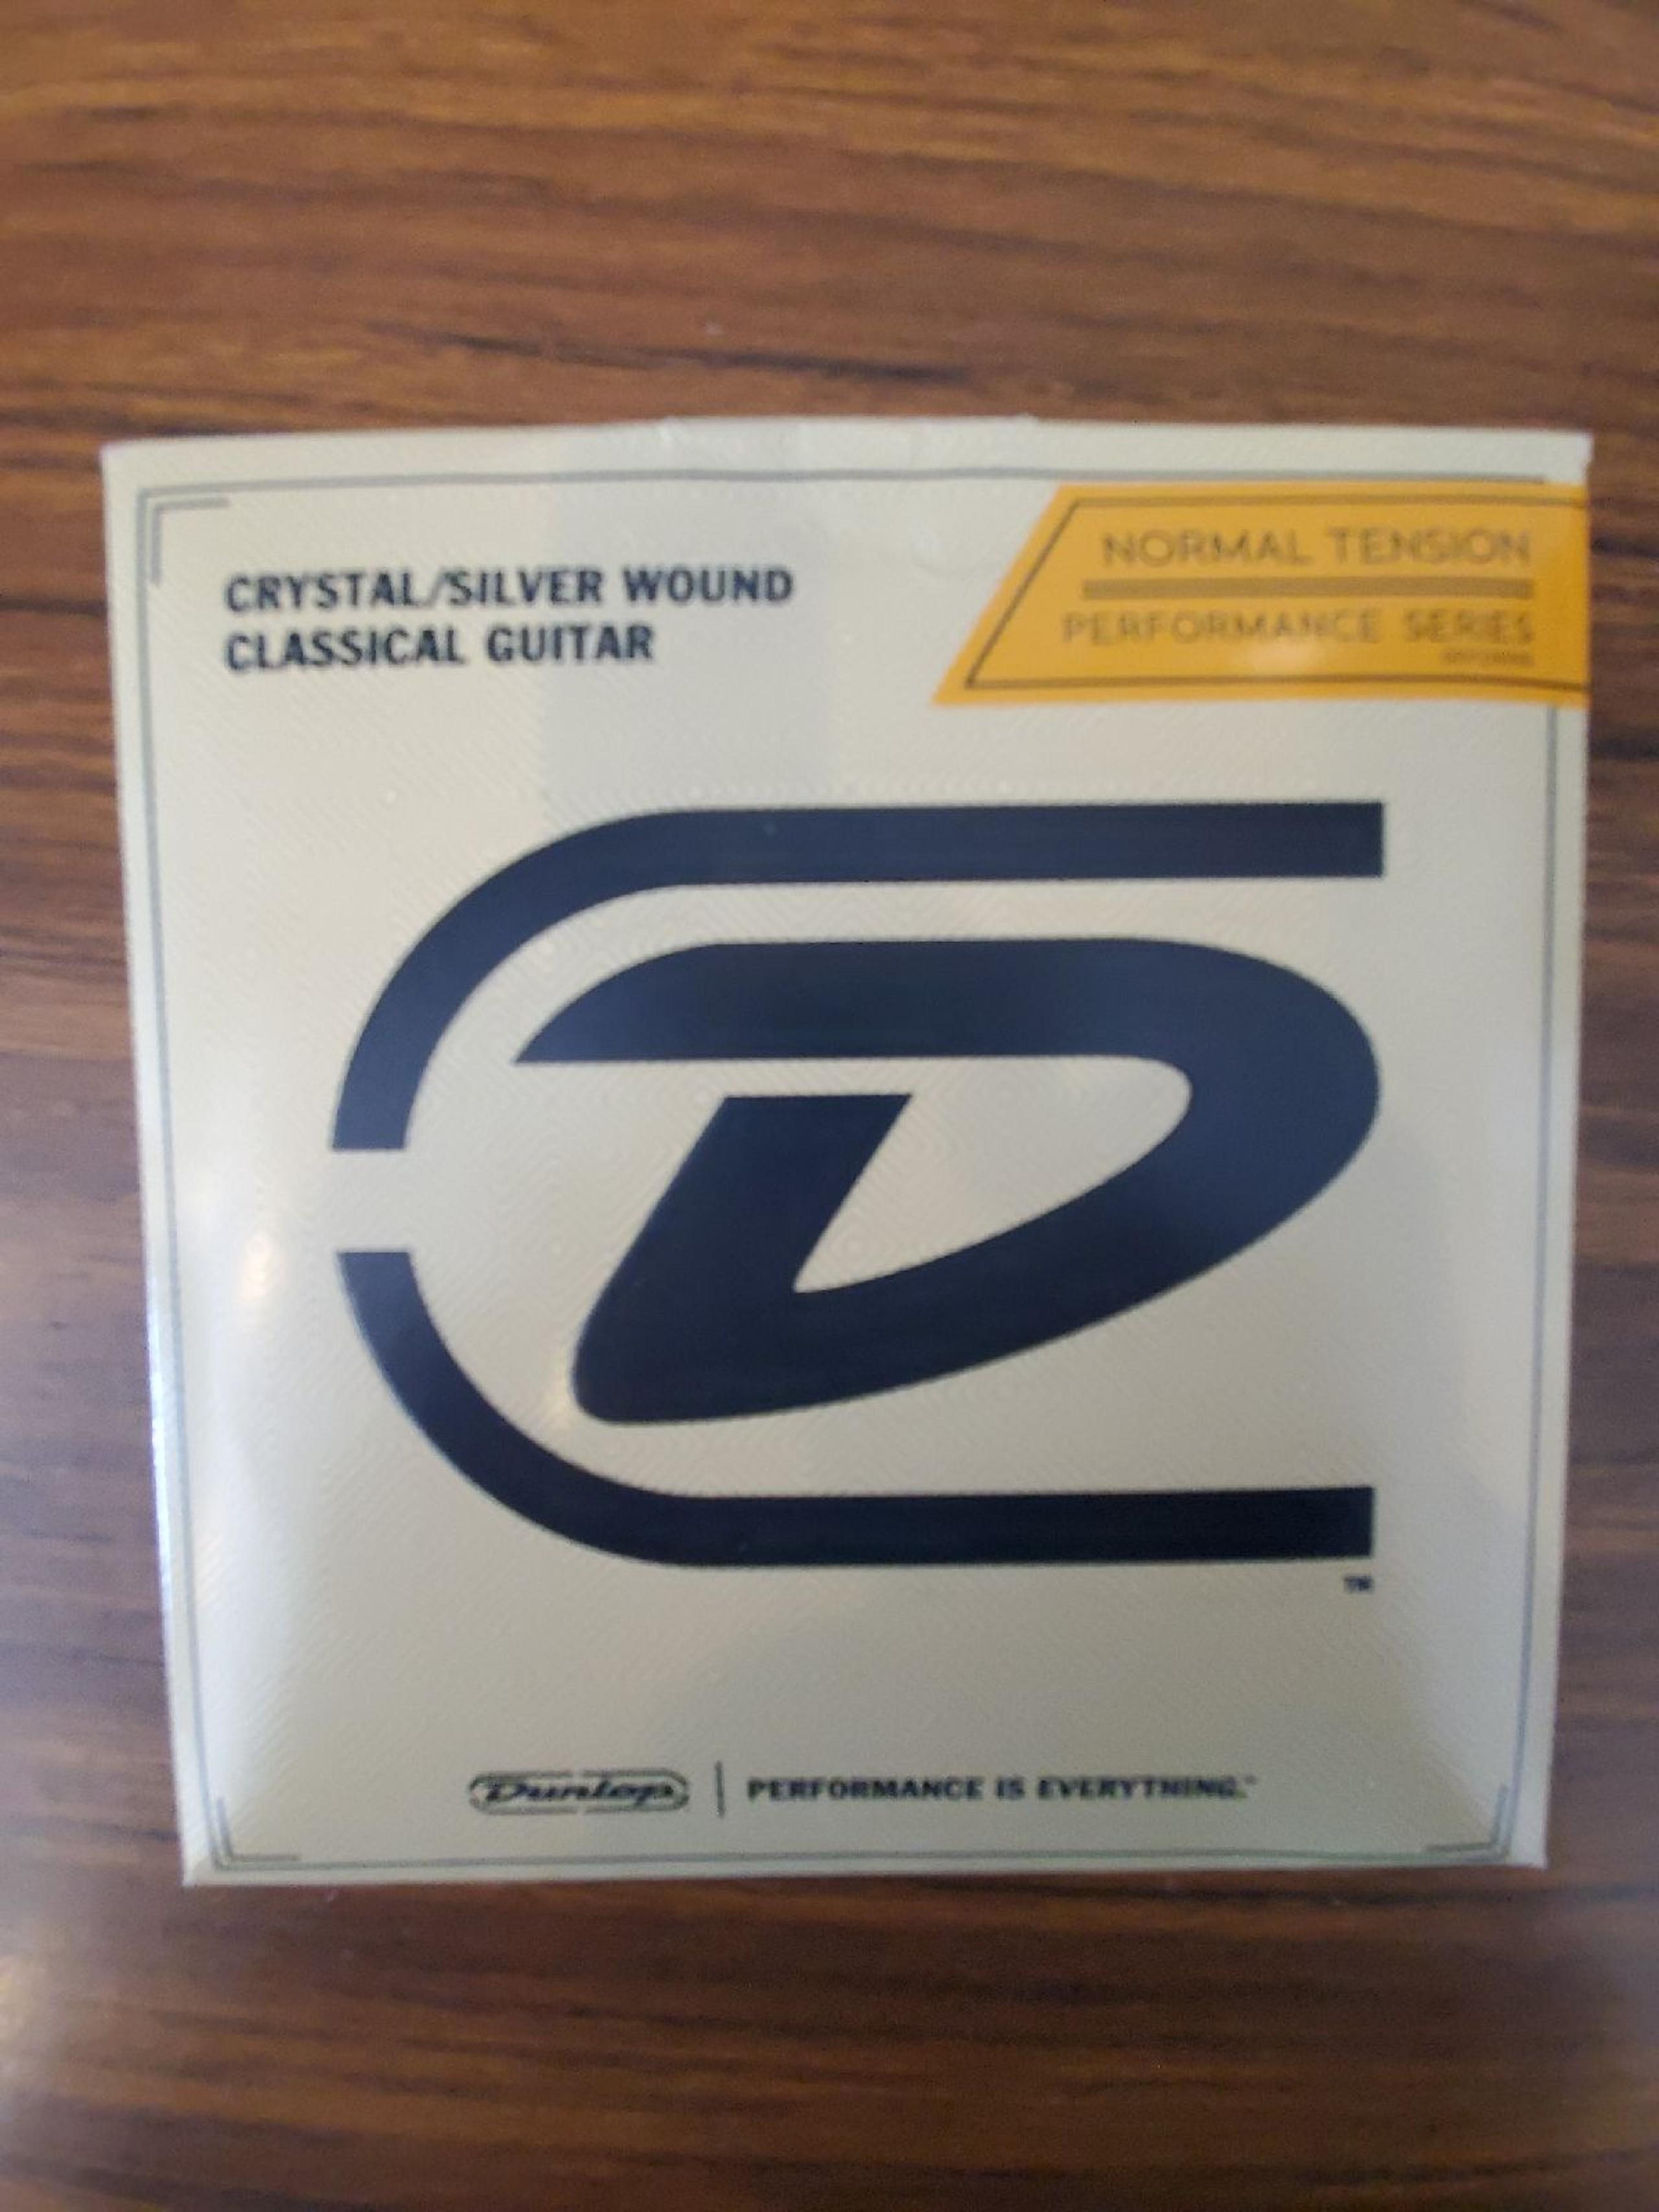 CRYSTAL/SILVER WOUND
CLASSICAL GUITAR
NORMAL TENSION
PERFORMANCE SERIES
D
TM
Dunlop | PERFORMANCE IS EVERYTHING.™